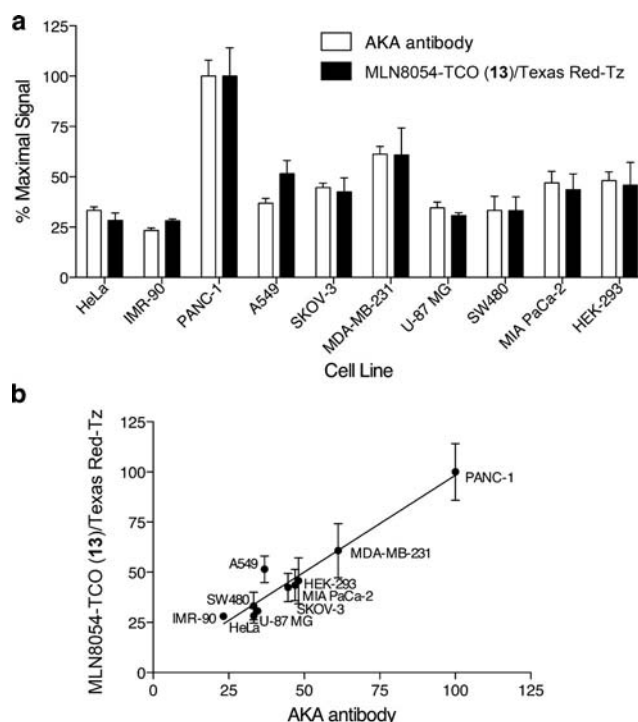 a
AKA antibody
MLN8054-TCO (13)/Texas Red-Tz
% Maximal Signal
125
100
75
50
25
0
HeLa
IMR-90
PANC-1
A549
SKOV-3
MDA-MB-231
U-87 MG
SW480
MIA PaCa-2
HEK-293
Cell Line
b
MLN8054-TCO (13)/Texas Red-Tz
125
100
75
50
25
0
PANC-1
MDA-MB-231
A549
HEK-293
MIA PaCa-2
SKOV-3
SW480
U-87 MG
IMR-90
HeLa
0
25
50
75
100
125
AKA antibody